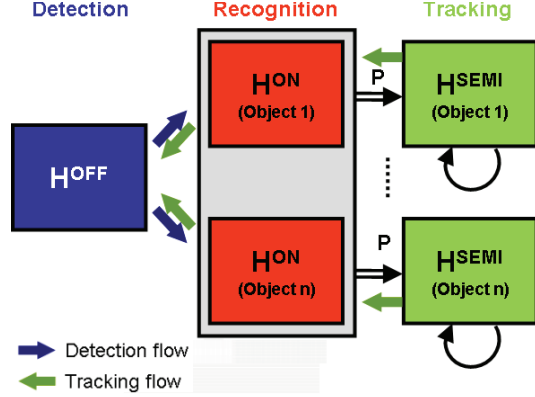 Detection Recognition Tracking
H^ON
(Object 1)
P
H^SEMI
(Object 1)
H^OFF
H^ON
(Object n)
P
H^SEMI
(Object n)
Detection flow
Tracking flow